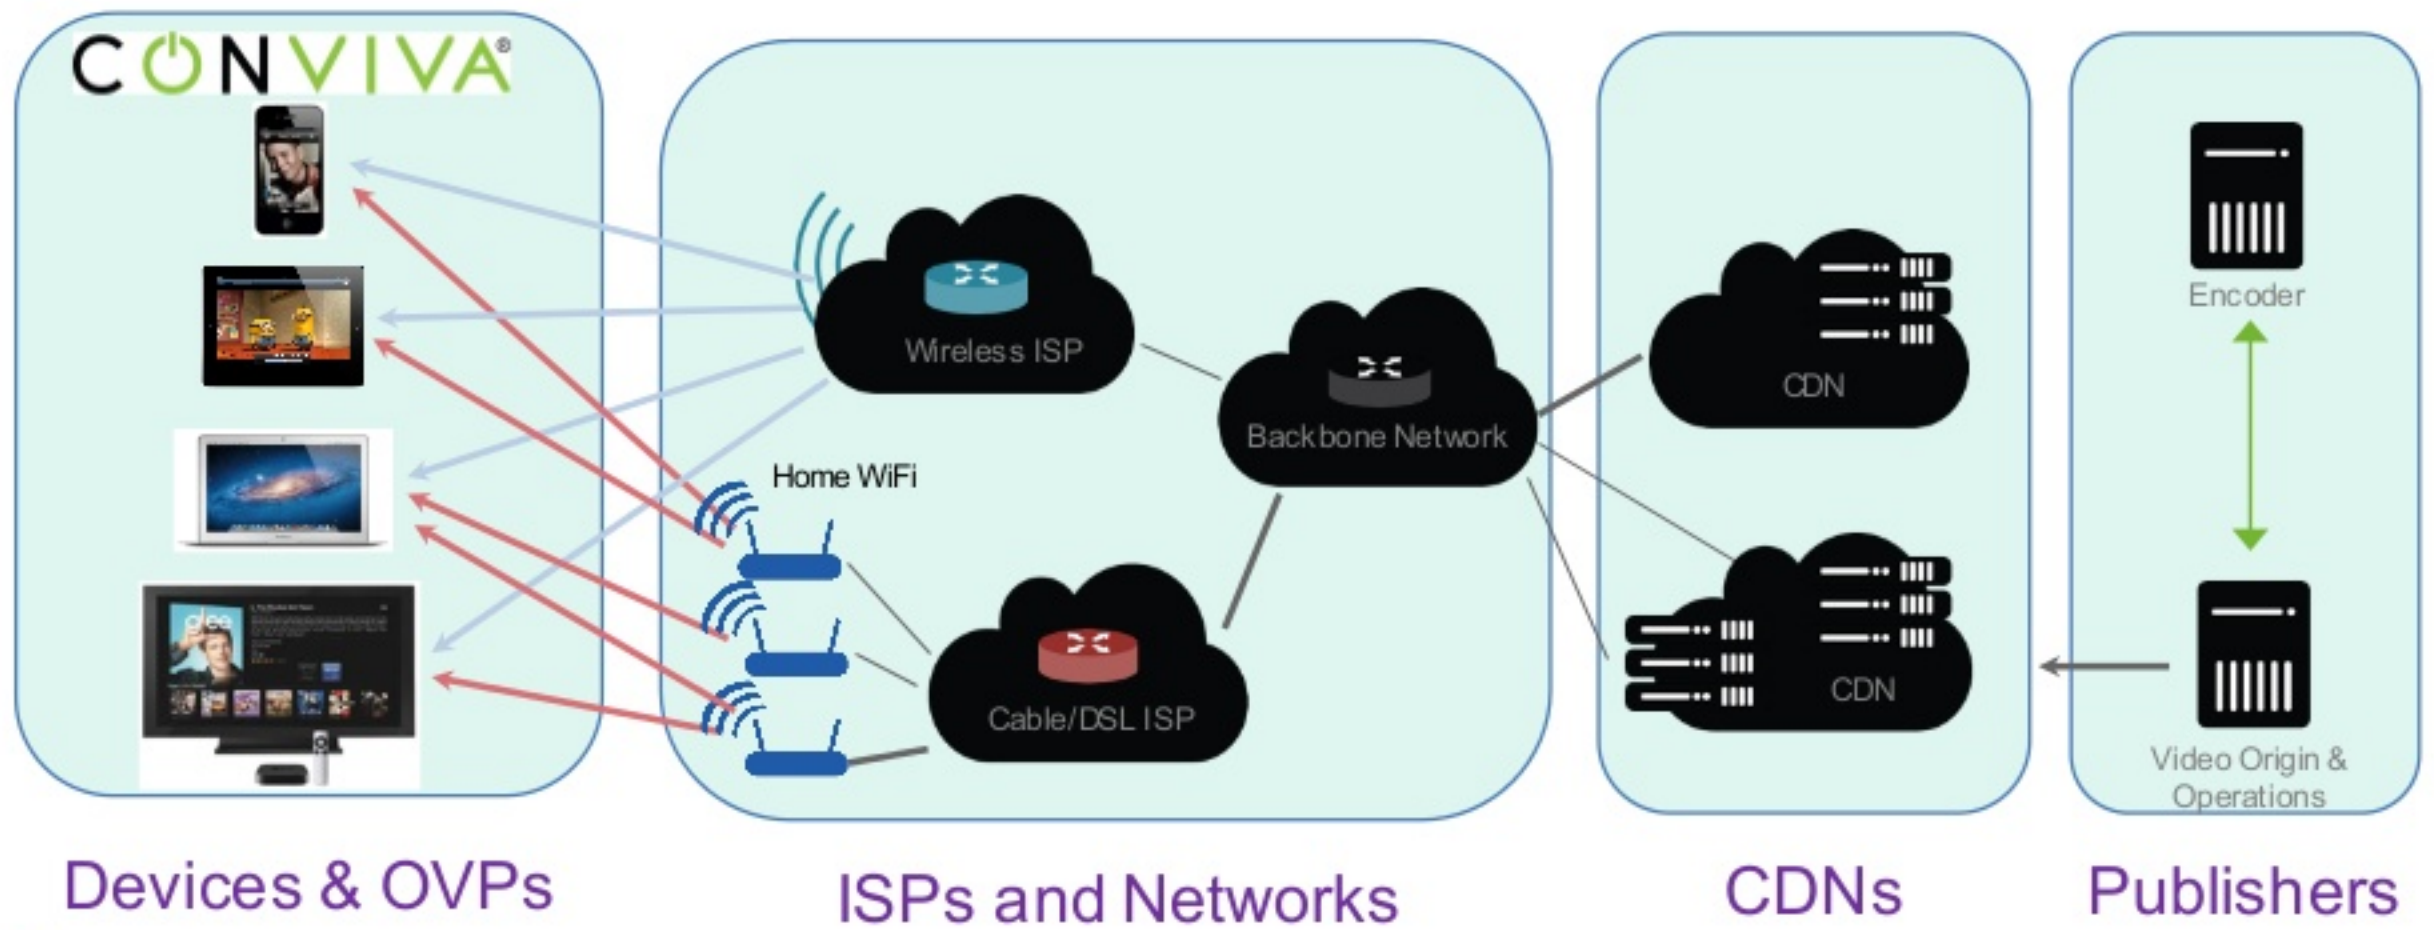 CONVIVA®
glee
Home WiFi
Wireless ISP
Backbone Network
Cable/DSL ISP
CDN
CDN
Encoder
Video Origin &
Operations
Devices & OVPs
ISPs and Networks
CDNs
Publishers